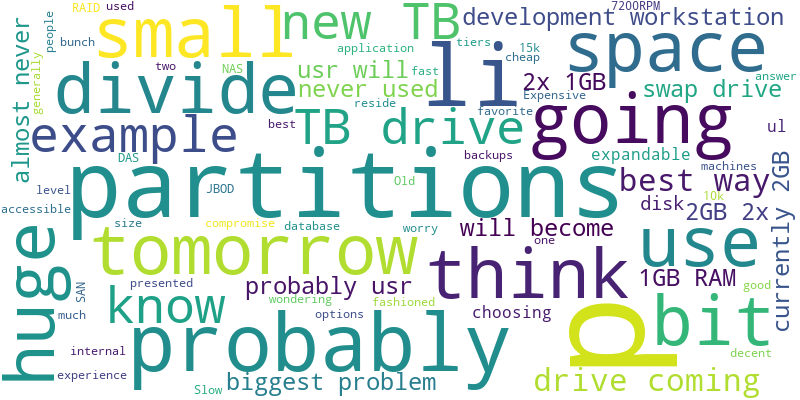 RAID used
7200RPM
people
small
new TB
development workstation
bunch
application
tiers
15k
space
almost never
generally
divide
two
NAS
usr will
fast
li
cheap
2x 1GB
answer
never used
Expensive
swap drive
reside
favorite
example
best
TB drive
going
ul
DAS
partitions
backups
expandable
machines
level
JBOD
Old
best way
10k
disk
2GB 2x
currently 2GB
accessible
size
compromise
database
worry
will become
one
huge
tomorrow
think
use
SAN
presented
probably usr
1GB RAM
good
much
know
wondering
fashioned
options
choosing
p
bit
internal
probably
decent
experience
Slow
biggest problem
drive coming